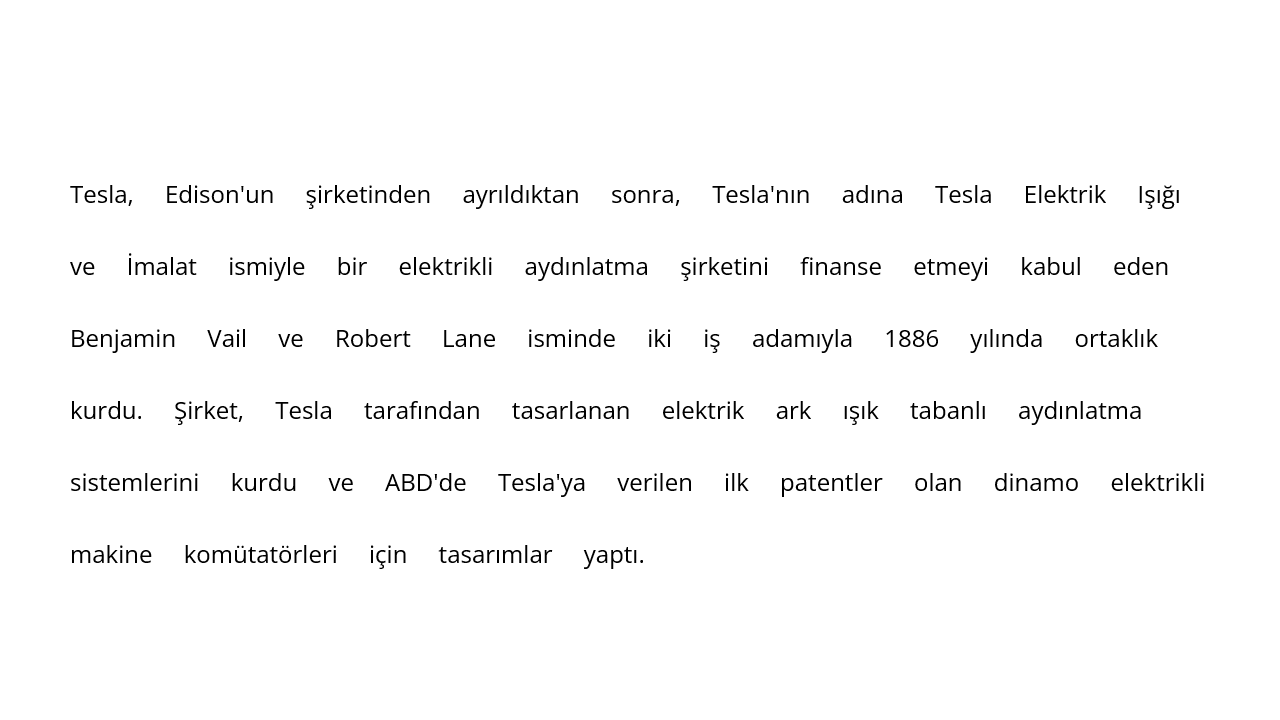 Tesla, Edison'un şirketinden ayrıldıktan sonra, Tesla'nın adına Tesla Elektrik Işığı
ve İmalat ismiyle bir elektrikli aydınlatma şirketini finanse etmeyi kabul eden
Benjamin Vail ve Robert Lane isminde iki iş adamıyla 1886 yılında ortaklık
kurdu. Şirket, Tesla tarafından tasarlanan elektrik ark ışık tabanlı aydınlatma
sistemlerini kurdu ve ABD'de Tesla'ya verilen ilk patentler olan dinamo elektrikli
makine komütatörleri için tasarımlar yaptı.